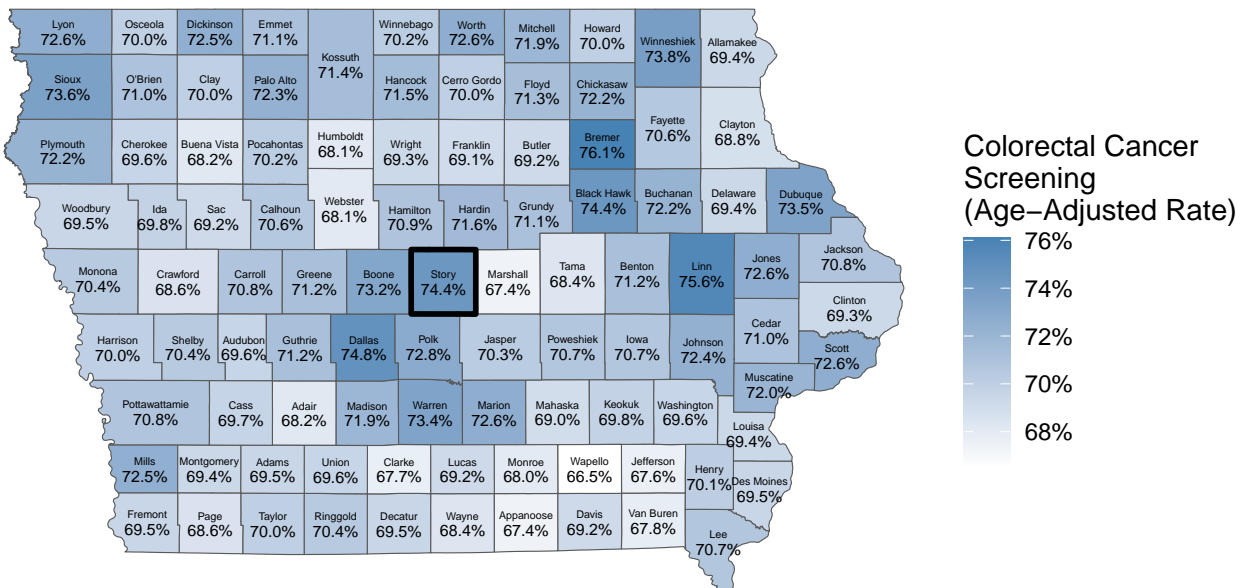 Lyon
72.6%
Osceola
70.0%
Dickinson
72.5%
Emmet
71.1%
Kossuth
71.4%
Winnebago
70.2%
Worth
72.6%
Mitchell
71.9%
Howard
70.0%
Winneshiek
73.8%
Allamakee
69.4%
Sioux
73.6%
O'Brien
71.0%
Clay
70.0%
Palo Alto
72.3%
Hancock
71.5%
Cerro Gordo
70.0%
Floyd
71.3%
Chickasaw
72.2%
Fayette
70.6%
Clayton
68.8%
Plymouth
72.2%
Cherokee
69.6%
Buena Vista
68.2%
Pocahontas
70.2%
Humboldt
68.1%
Wright
69.3%
Franklin
69.1%
Butler
69.2%
Bremer
76.1%
Woodbury
69.5%
Ida
69.8%
Sac
69.2%
Calhoun
70.6%
Webster
68.1%
Hamilton
70.9%
Hardin
71.6%
Grundy
71.1%
Black Hawk
74.4%
Buchanan
72.2%
Delaware
69.4%
Dubuque
73.5%
Monona
70.4%
Crawford
68.6%
Carroll
70.8%
Greene
71.2%
Boone
73.2%
Story
74.4%
Marshall
67.4%
Tama
68.4%
Benton
71.2%
Linn
75.6%
Jones
72.6%
Jackson
70.8%
Clinton
69.3%
Harrison
70.0%
Shelby
70.4%
Audubon
69.6%
Guthrie
71.2%
Dallas
74.8%
Polk
72.8%
Jasper
70.3%
Poweshiek
70.7%
Iowa
70.7%
Johnson
72.4%
Cedar
71.0%
Scott
72.6%
Muscatine
72.0%
Pottawattamie
70.8%
Cass
69.7%
Adair
68.2%
Madison
71.9%
Warren
73.4%
Marion
72.6%
Mahaska
69.0%
Keokuk
69.8%
Washington
69.6%
Louisa
69.4%
Mills
72.5%
Montgomery
69.4%
Adams
69.5%
Union
69.6%
Clarke
67.7%
Lucas
69.2%
Monroe
68.0%
Wapello
66.5%
Jefferson
67.6%
Henry
70.1%
Des Moines
69.5%
Fremont
69.5%
Page
68.6%
Taylor
70.0%
Ringgold
70.4%
Decatur
69.5%
Wayne
68.4%
Appanoose
67.4%
Davis
69.2%
Van Buren
67.8%
Lee
70.7%
Colorectal Cancer
Screening
(Age−Adjusted Rate)
76%
74%
72%
70%
68%